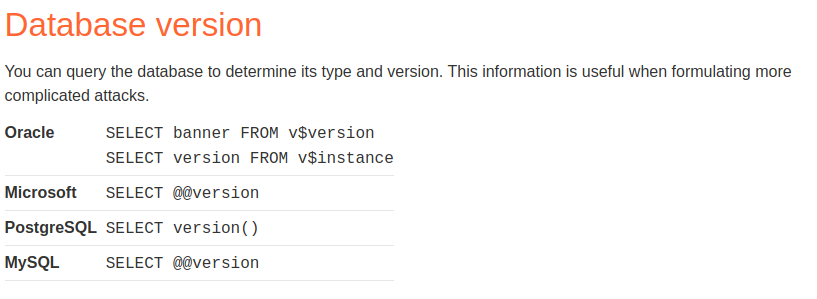 Database version
You can query the database to determine its type and version. This information is useful when formulating more
complicated attacks.
Oracle SELECT banner FROM v$version
SELECT version FROM v$instance
Microsoft SELECT @@version
PostgreSQL SELECT version()
MySQL SELECT @@version